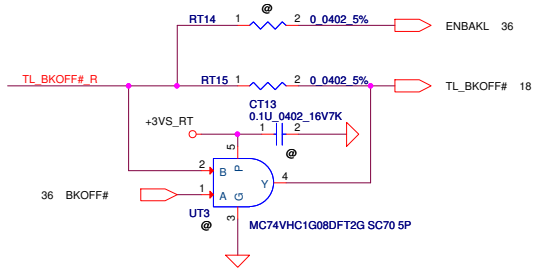 @
RT14 1 2 0_0402_5% ENBAKL 36
TL_BKOFF#_R RT15 1 2 0_0402_5% TL_BKOFF# 18
CT13
0.1U_0402_16V7K
+3VS_RT 1 2
@
5
P
2 B
Y 4
36 BKOFF# 1 A
G
UT3
@
3
MC74VHC1G08DFT2G SC70 5P